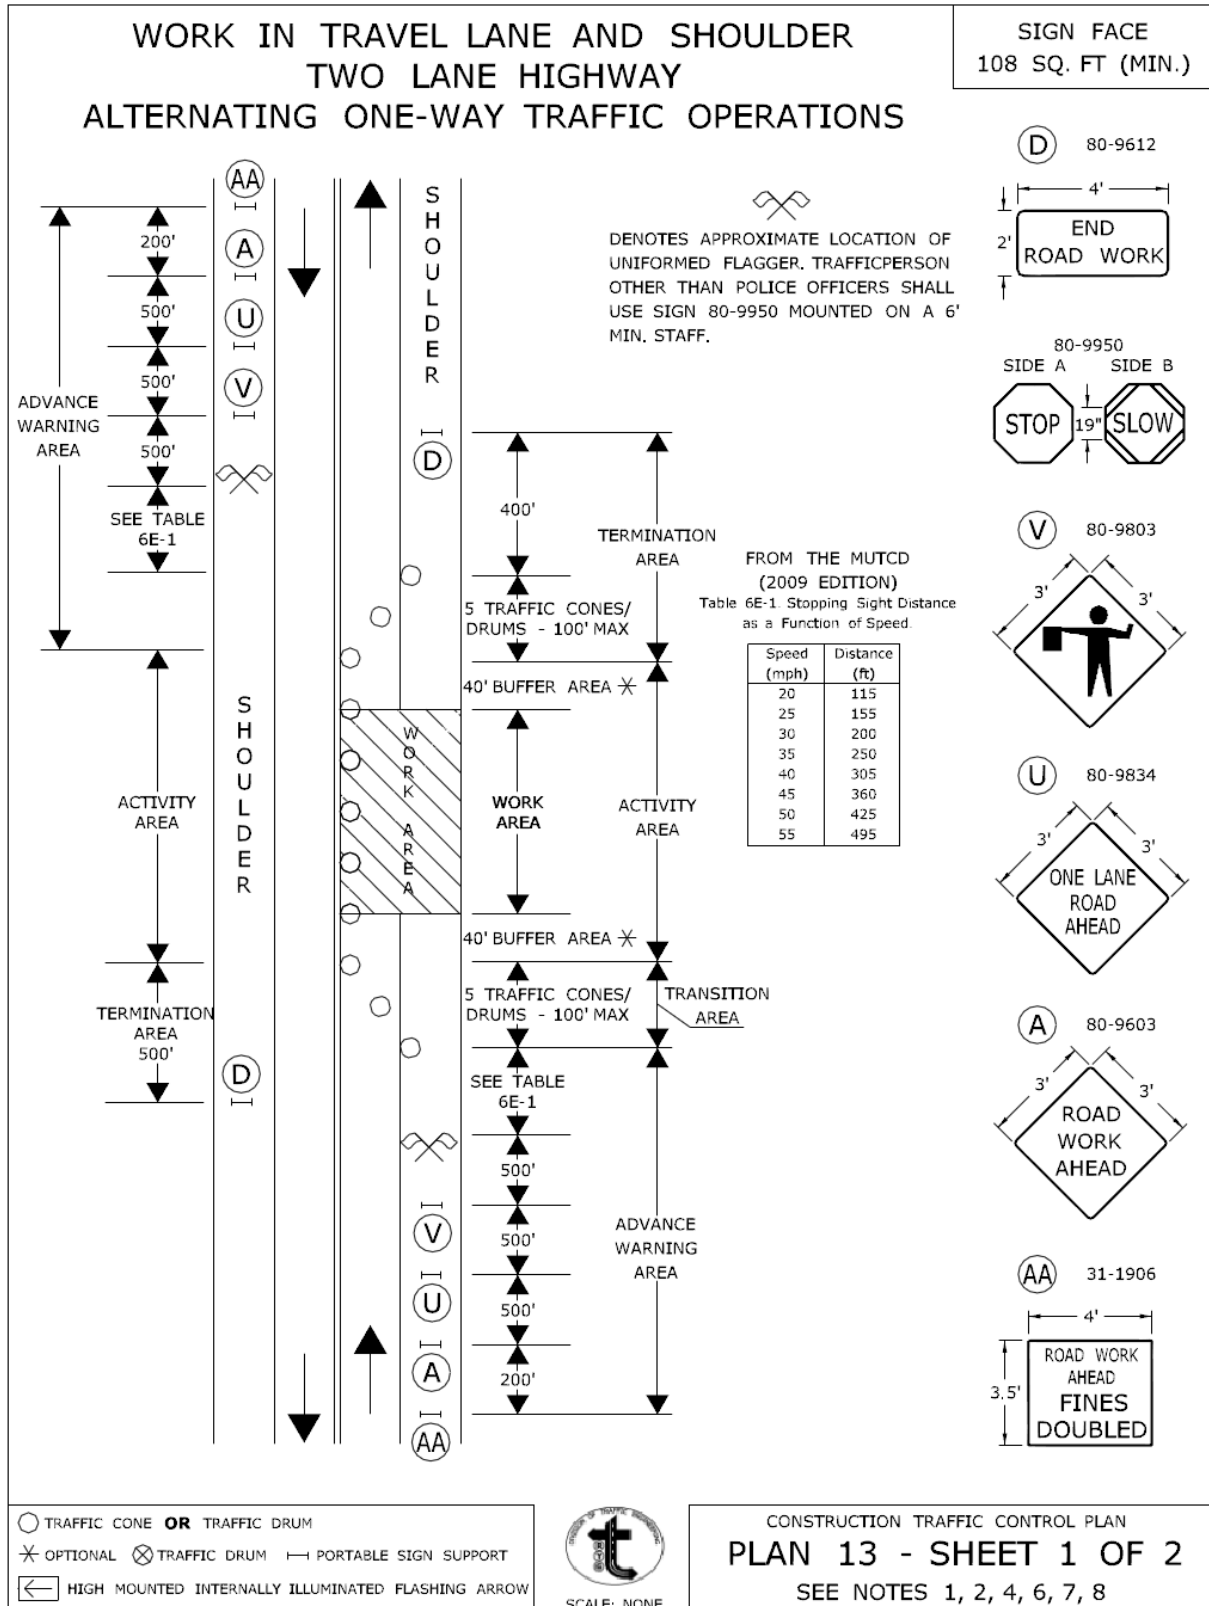 WORK IN TRAVEL LANE AND SHOULDER
TWO LANE HIGHWAY
ALTERNATING ONE-WAY TRAFFIC OPERATIONS
SIGN FACE
108 SQ. FT (MIN.)
AA
A
U
V
200'
500'
500'
500'
SEE TABLE
6E-1
ADVANCE
WARNING
AREA
SHOULDER
ACTIVITY
AREA
TERMINATION
AREA
500'
D
SHOULDER
D
400'
TERMINATION
AREA
5 TRAFFIC CONES/
DRUMS - 100' MAX
40' BUFFER AREA
WORK AREA
WORK
AREA
ACTIVITY
AREA
40' BUFFER AREA
5 TRAFFIC CONES/
DRUMS - 100' MAX
TRANSITION
AREA
SEE TABLE
6E-1
500'
500'
500'
200'
ADVANCE
WARNING
AREA
V
U
A
AA
DENOTES APPROXIMATE LOCATION OF
UNIFORMED FLAGGER. TRAFFICPERSON
OTHER THAN POLICE OFFICERS SHALL
USE SIGN 80-9950 MOUNTED ON A 6'
MIN. STAFF.
FROM THE MUTCD
(2009 EDITION)
Table 6E-1. Stopping Sight Distance
as a Function of Speed.
Speed Distance
(mph) (ft)
20 115
25 155
30 200
35 250
40 305
45 360
50 425
55 495
D 80-9612
4'
2'
END
ROAD WORK
80-9950
SIDE A SIDE B
STOP 19" SLOW
V 80-9803
3' 3'
U 80-9834
3' 3'
ONE LANE
ROAD
AHEAD
A 80-9603
3' 3'
ROAD
WORK
AHEAD
AA 31-1906
4'
3.5'
ROAD WORK
AHEAD
FINES
DOUBLED
TRAFFIC CONE OR TRAFFIC DRUM
OPTIONAL TRAFFIC DRUM PORTABLE SIGN SUPPORT
HIGH MOUNTED INTERNALLY ILLUMINATED FLASHING ARROW
DIVISION OF TRAFFIC ENGINEERING
SCALE: NONE
CONSTRUCTION TRAFFIC CONTROL PLAN
PLAN 13 - SHEET 1 OF 2
SEE NOTES 1, 2, 4, 6, 7, 8